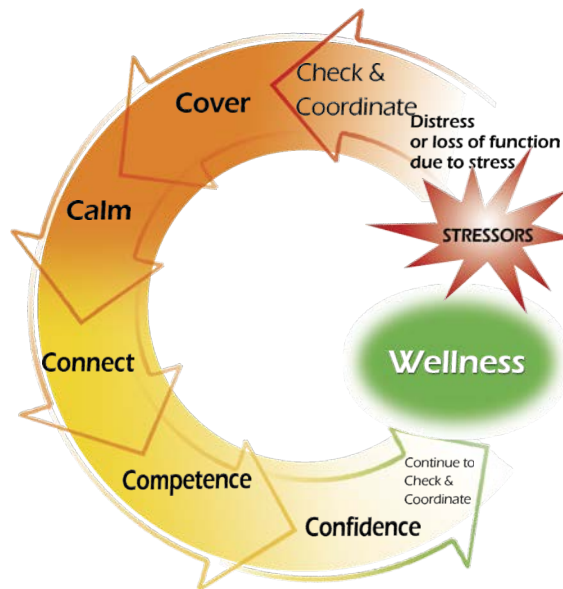 Check &
Coordinate
Cover
Distress
or loss of function
due to stress
Calm
STRESSORS
Connect
Wellness
Competence
Confidence
Continue to
Check &
Coordinate